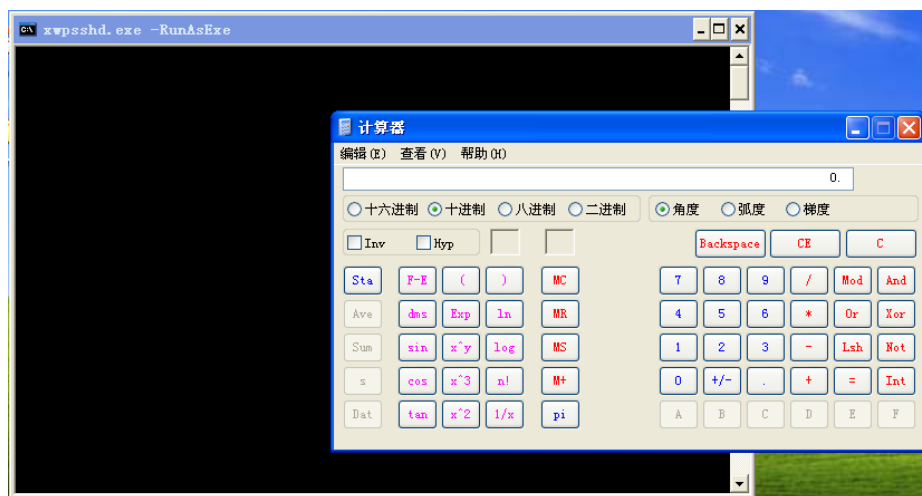 xwpsshd.exe -RunAsExe
计算器
编辑(E) 查看(V) 帮助(H)
0.
十六进制 十进制 八进制 二进制 角度 弧度 梯度
Inv Hyp Backspace CE C
Sta F-E ( ) MC 7 8 9 / Mod And
Ave dms Exp ln MR 4 5 6 * Or Xor
Sum sin x^y log MS 1 2 3 - Lsh Not
s cos x^3 n! M+ 0 +/- . + = Int
Dat tan x^2 1/x pi A B C D E F